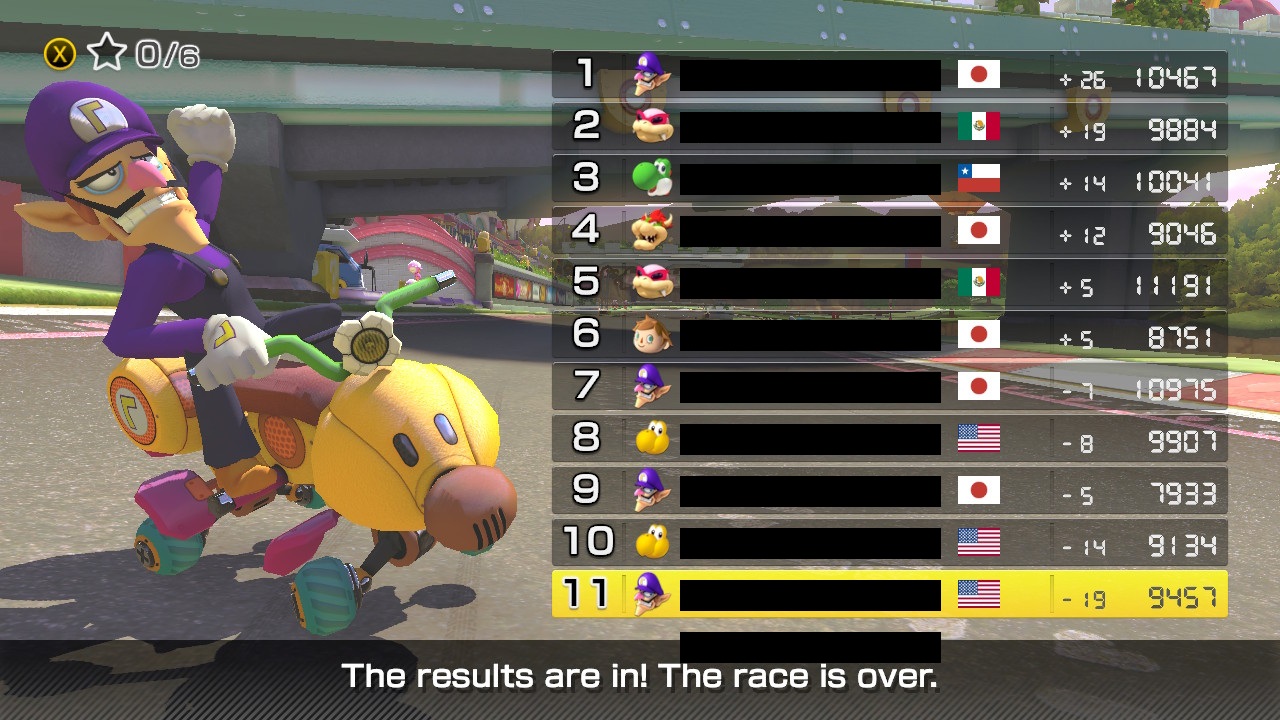 X 0/6
1 + 26 10467
2 + 19 9884
3 + 14 10041
4 + 12 9046
5 + 5 11191
6 + 5 8751
7 - 7 10975
8 - 8 9907
9 - 5 7933
10 - 14 9134
11 - 19 9457
The results are in! The race is over.